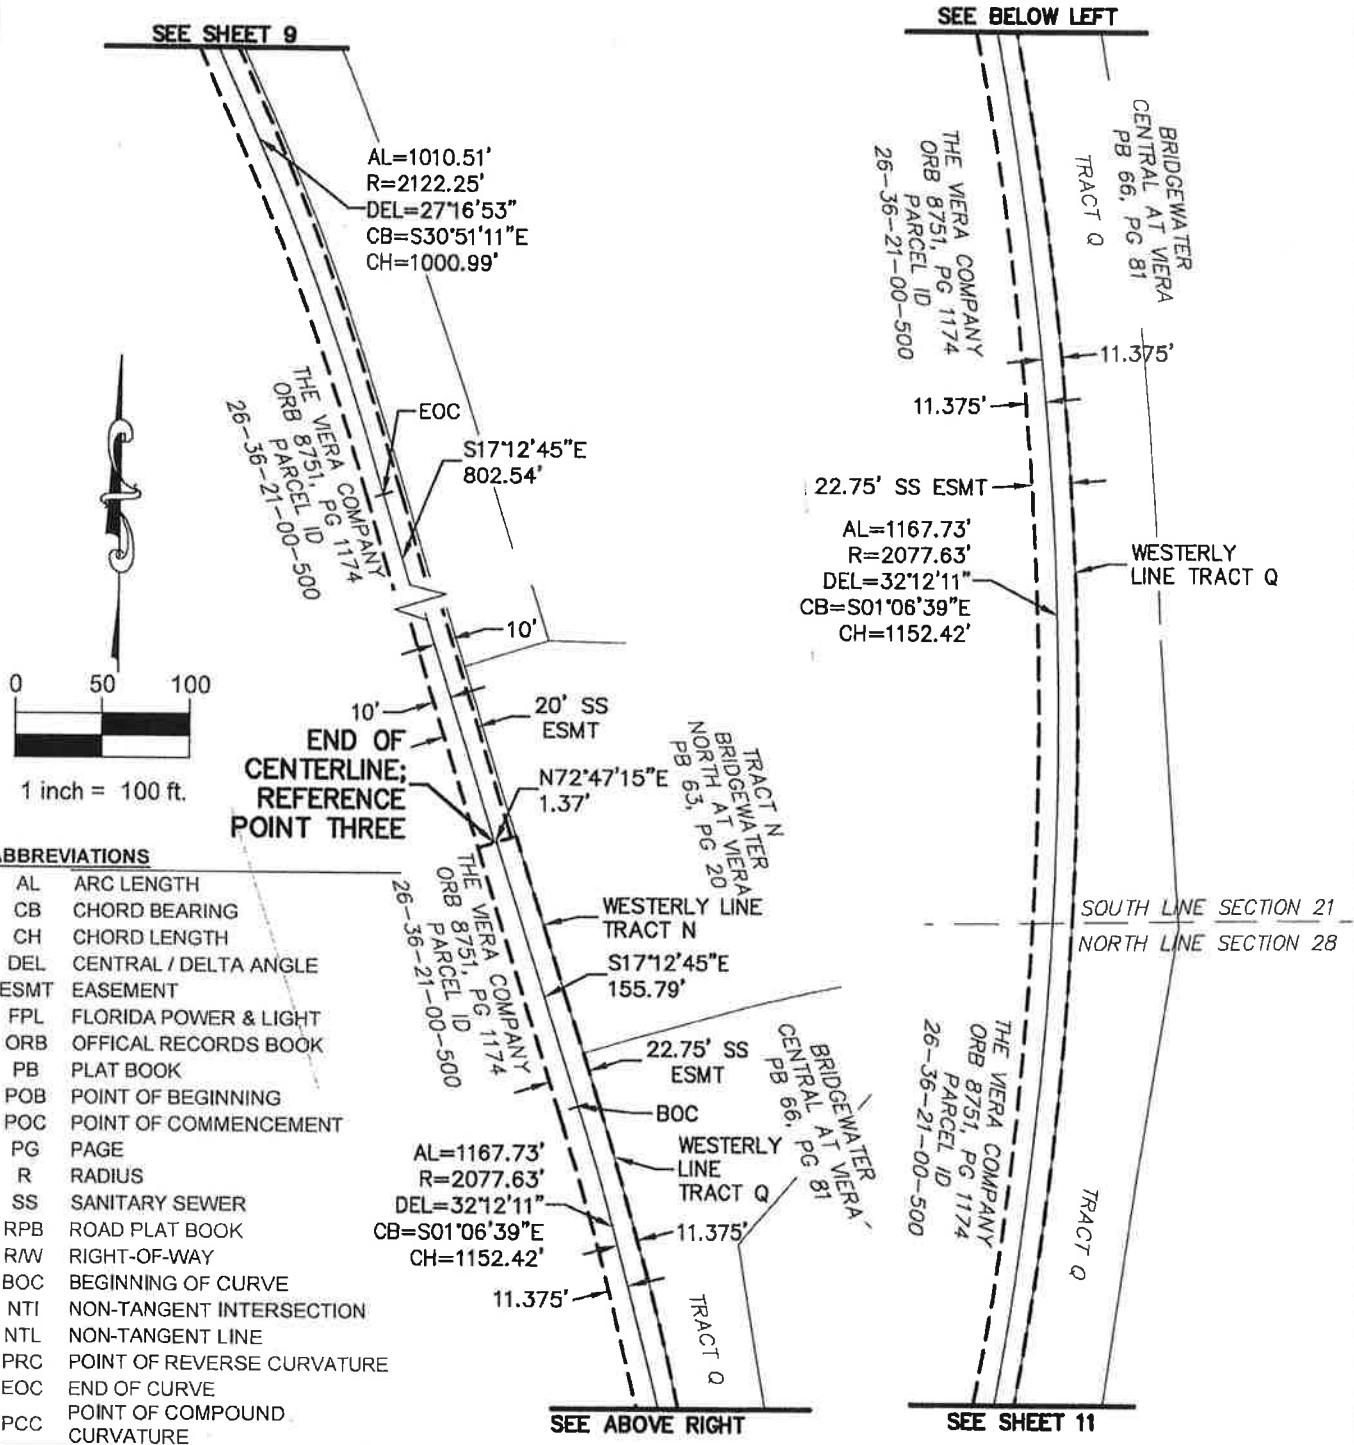 SEE SHEET 9
AL=1010.51'
R=2122.25'
DEL=27°16'53"
CB=S30°51'11"E
CH=1000.99'
THE VIERA COMPANY
ORB 8751, PG 1174
PARCEL ID
26-36-21-00-500
EOC
S17°12'45"E
802.54'
0 50 100
1 inch = 100 ft.
10'
10'
20' SS
ESMT
END OF
CENTERLINE;
REFERENCE
POINT THREE
N72°47'15"E
1.37'
TRACT N
BRIDGEWATER
NORTH AT VIERA
PB 63, PG 20
THE VIERA COMPANY
ORB 8751, PG 1174
PARCEL ID
26-36-21-00-500
WESTERLY LINE
TRACT N
S17°12'45"E
155.79'
22.75' SS
ESMT
BOC
BRIDGEWATER
CENTRAL AT VIERA
PB 66, PG 81
WESTERLY
LINE
TRACT Q
AL=1167.73'
R=2077.63'
DEL=32°12'11"
CB=S01°06'39"E
CH=1152.42'
11.375'
11.375'
TRACT Q
SEE ABOVE RIGHT
ABBREVIATIONS
AL ARC LENGTH
CB CHORD BEARING
CH CHORD LENGTH
DEL CENTRAL / DELTA ANGLE
ESMT EASEMENT
FPL FLORIDA POWER & LIGHT
ORB OFFICAL RECORDS BOOK
PB PLAT BOOK
POB POINT OF BEGINNING
POC POINT OF COMMENCEMENT
PG PAGE
R RADIUS
SS SANITARY SEWER
RPB ROAD PLAT BOOK
R/W RIGHT-OF-WAY
BOC BEGINNING OF CURVE
NTI NON-TANGENT INTERSECTION
NTL NON-TANGENT LINE
PRC POINT OF REVERSE CURVATURE
EOC END OF CURVE
PCC POINT OF COMPOUND
CURVATURE
SEE BELOW LEFT
THE VIERA COMPANY
ORB 8751, PG 1174
PARCEL ID
26-36-21-00-500
TRACT Q
BRIDGEWATER
CENTRAL AT VIERA
PB 66, PG 81
11.375'
11.375'
22.75' SS ESMT
AL=1167.73'
R=2077.63'
DEL=32°12'11"
CB=S01°06'39"E
CH=1152.42'
WESTERLY
LINE TRACT Q
SOUTH LINE SECTION 21
NORTH LINE SECTION 28
THE VIERA COMPANY
ORB 8751, PG 1174
PARCEL ID
26-36-21-00-500
TRACT Q
SEE SHEET 11